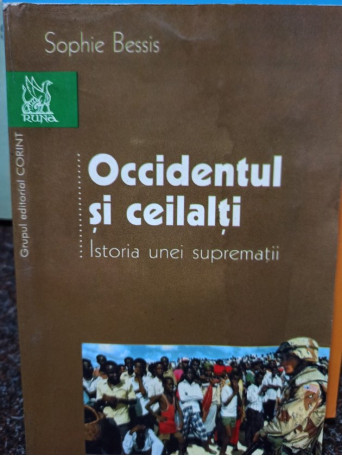 Sophie Bessis
RUNA
Grupul editorial CORINT
Occidentul
și ceilalți
Istoria unei supremații